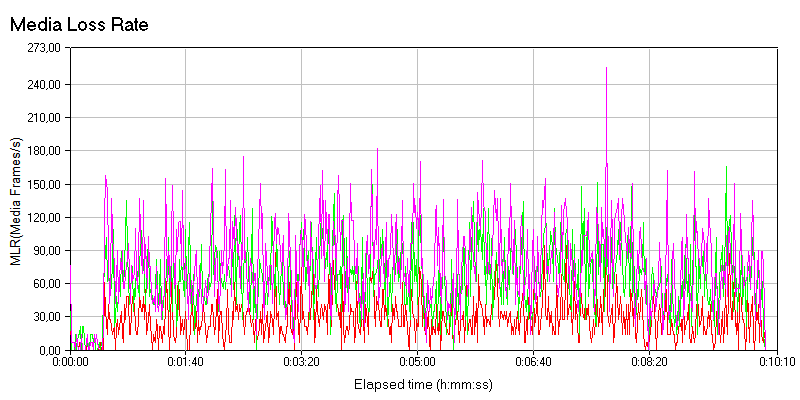 Media Loss Rate
273,00
240,00
210,00
180,00
150,00
120,00
90,00
60,00
30,00
0,00
MLR(Media Frames/s)
0:00:00 0:01:40 0:03:20 0:05:00 0:06:40 0:08:20 0:10:10
Elapsed time (h:mm:ss)